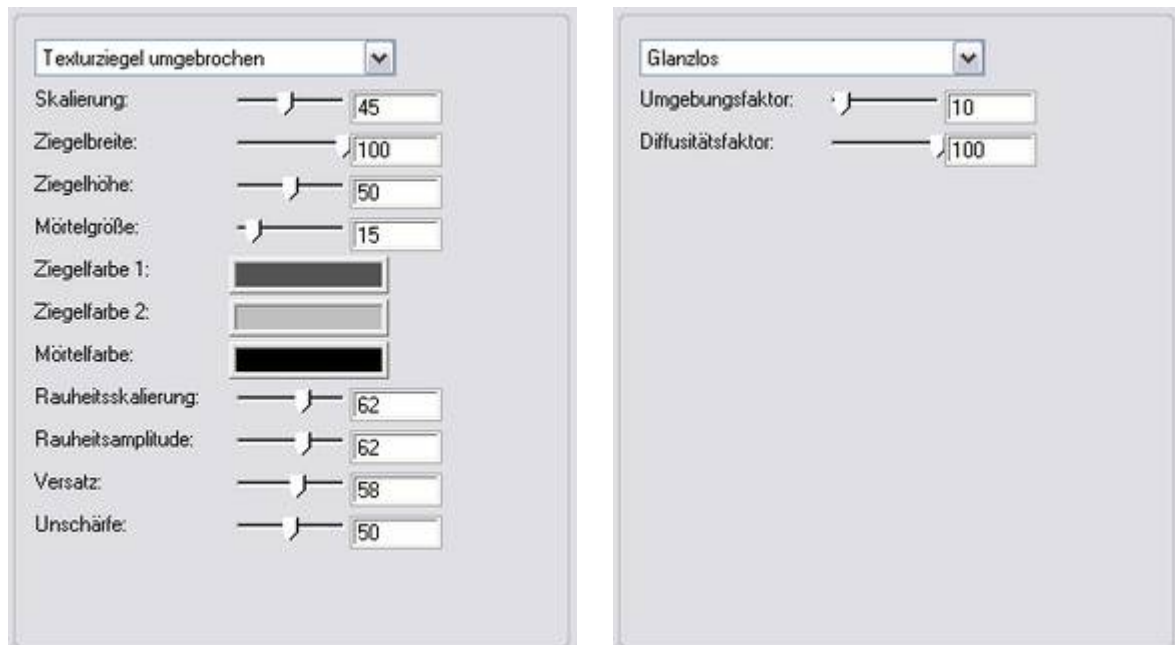 Texturziegel umgebrochen
Skalierung: 45
Ziegelbreite: 100
Ziegelhöhe: 50
Mörtelgröße: 15
Ziegelfarbe 1:
Ziegelfarbe 2:
Mörtelfarbe:
Rauheitsskalierung: 62
Rauheitsamplitude: 62
Versatz: 58
Unschärfe: 50
Glanzlos
Umgebungsfaktor: 10
Diffusitätsfaktor: 100